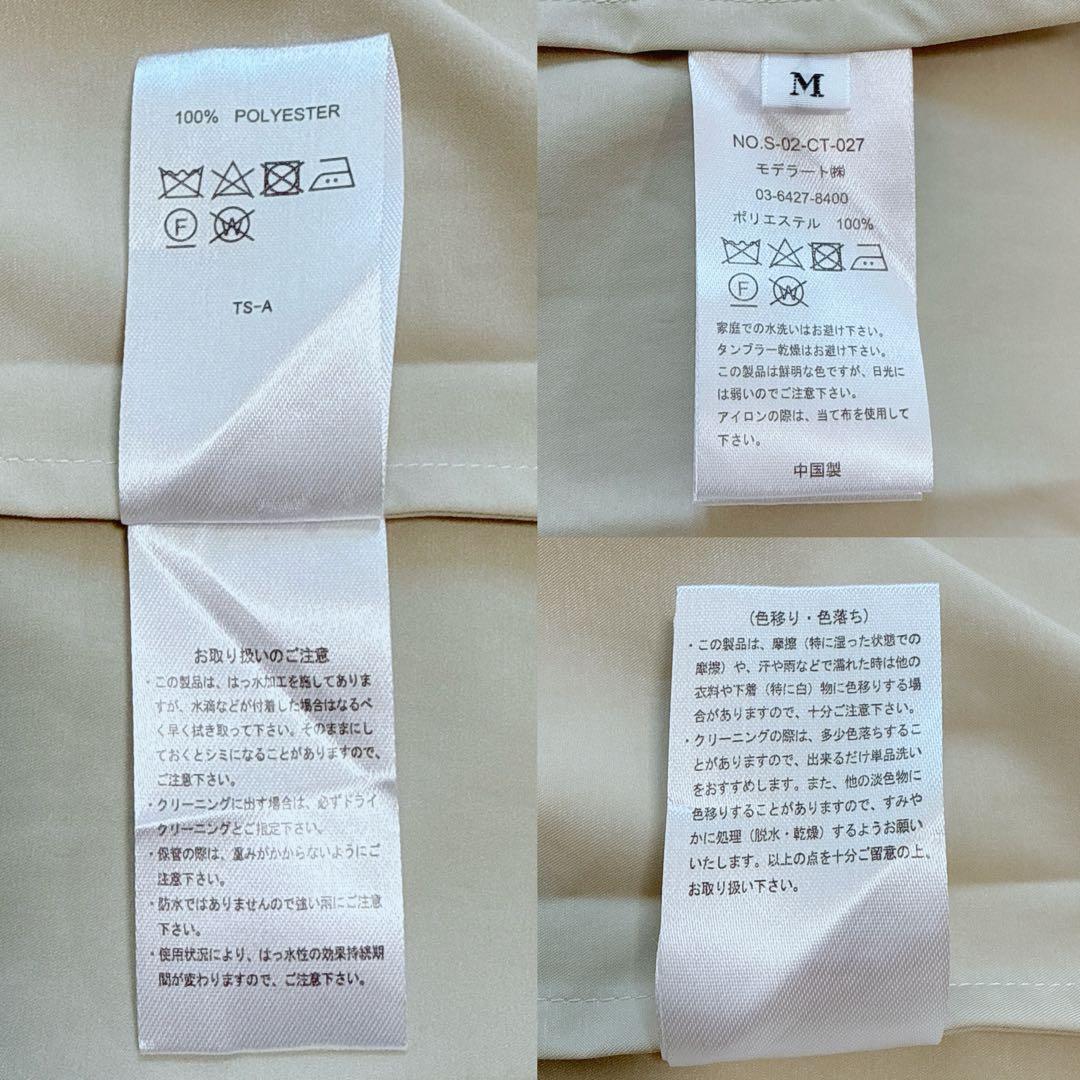 100% POLYESTER
TS-A
お取り扱いのご注意
・この製品は、はっ水加工を施してありま
すが、水滴などが付着した場合はなるべ
く早く拭き取って下さい。そのままにし
ておくとシミになることがありますので、
ご注意下さい。
・クリーニングに出す場合は、必ずドライ
クリーニングとご指定下さい。
・保管の際は、重みがかからないようにご
注意下さい。
・防水ではありませんので強い雨にご注意
下さい。
・使用状況により、はっ水性の効果持続期
間が変わりますので、ご注意下さい。
M
NO.S-02-CT-027
モデラート㈱
03-6427-8400
ポリエステル 100%
家庭での水洗いはお避け下さい。
タンブラー乾燥はお避け下さい。
この製品は鮮明な色ですが、日光に
は弱いのでご注意下さい。
アイロンの際は、当て布を使用して
下さい。
中国製
(色移り・色落ち)
・この製品は、摩擦（特に湿った状態での
摩擦）や、汗や雨などで濡れた時は他の
衣料や下着（特に白）物に色移りする場
合がありますので、十分ご注意下さい。
・クリーニングの際は、多少色落ちするこ
とがありますので、出来るだけ単品洗い
をおすすめします。また、他の淡色物に
色移りすることがありますので、すみや
かに処理（脱水・乾燥）するようお願い
いたします。以上の点を十分ご留意の上、
お取り扱い下さい。